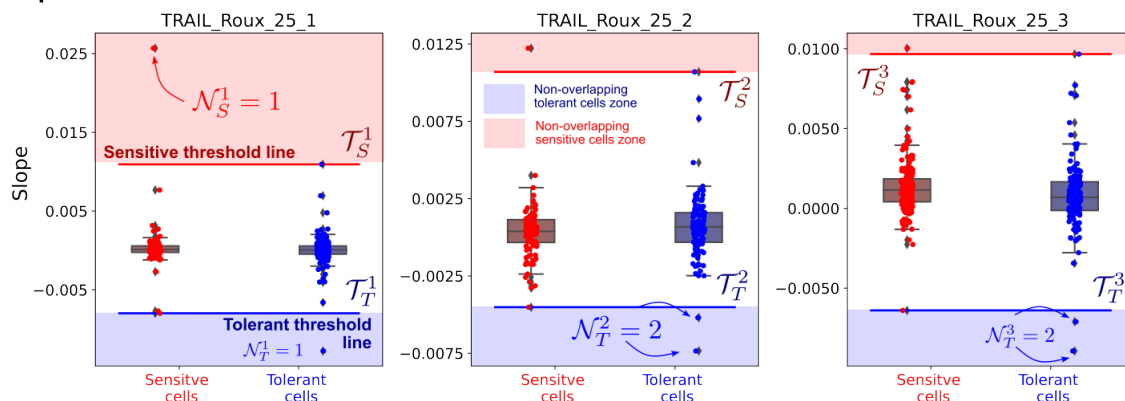 TRAIL_Roux_25_1
TRAIL_Roux_25_2
TRAIL_Roux_25_3
Slope
0.025
0.015
0.005
−0.005
𝒩_S^1 = 1
𝒯_S^1
Sensitive threshold line
𝒯_T^1
Tolerant threshold
line
𝒩_T^1 = 1
Sensitve
cells
Tolerant
cells
0.0125
0.0075
0.0025
−0.0025
−0.0075
𝒯_S^2
Non-overlapping
tolerant cells zone
Non-overlapping
sensitive cells zone
𝒯_T^2
𝒩_T^2 = 2
Sensitve
cells
Tolerant
cells
0.0100
0.0050
0.0000
−0.0050
𝒯_S^3
𝒯_T^3
𝒩_T^3 = 2
Sensitve
cells
Tolerant
cells